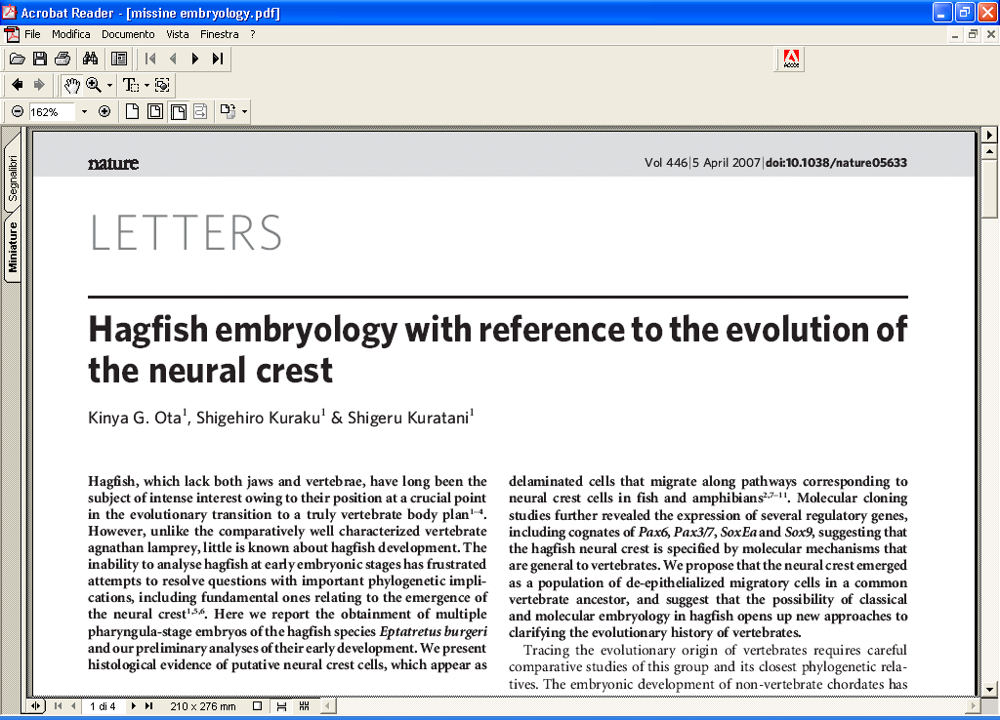 Acrobat Reader - [missine embryology.pdf]
File Modifica Documento Vista Finestra ?
Adobe
162%
Segnalibri
Miniature
nature
Vol 446|5 April 2007|doi:10.1038/nature05633
LETTERS
Hagfish embryology with reference to the evolution of
the neural crest
Kinya G. Ota1, Shigehiro Kuraku1 & Shigeru Kuratani1
Hagfish, which lack both jaws and vertebrae, have long been the
subject of intense interest owing to their position at a crucial point
in the evolutionary transition to a truly vertebrate body plan1–4.
However, unlike the comparatively well characterized vertebrate
agnathan lamprey, little is known about hagfish development. The
inability to analyse hagfish at early embryonic stages has frustrated
attempts to resolve questions with important phylogenetic impli-
cations, including fundamental ones relating to the emergence of
the neural crest1,5,6. Here we report the obtainment of multiple
pharyngula-stage embryos of the hagfish species Eptatretus burgeri
and our preliminary analyses of their early development. We present
histological evidence of putative neural crest cells, which appear as
delaminated cells that migrate along pathways corresponding to
neural crest cells in fish and amphibians2,7–11. Molecular cloning
studies further revealed the expression of several regulatory genes,
including cognates of Pax6, Pax3/7, SoxEa and Sox9, suggesting that
the hagfish neural crest is specified by molecular mechanisms that
are general to vertebrates. We propose that the neural crest emerged
as a population of de-epithelialized migratory cells in a common
vertebrate ancestor, and suggest that the possibility of classical
and molecular embryology in hagfish opens up new approaches to
clarifying the evolutionary history of vertebrates.
Tracing the evolutionary origin of vertebrates requires careful
comparative studies of this group and its closest phylogenetic rela-
tives. The embryonic development of non-vertebrate chordates has
1 di 4
210 x 276 mm